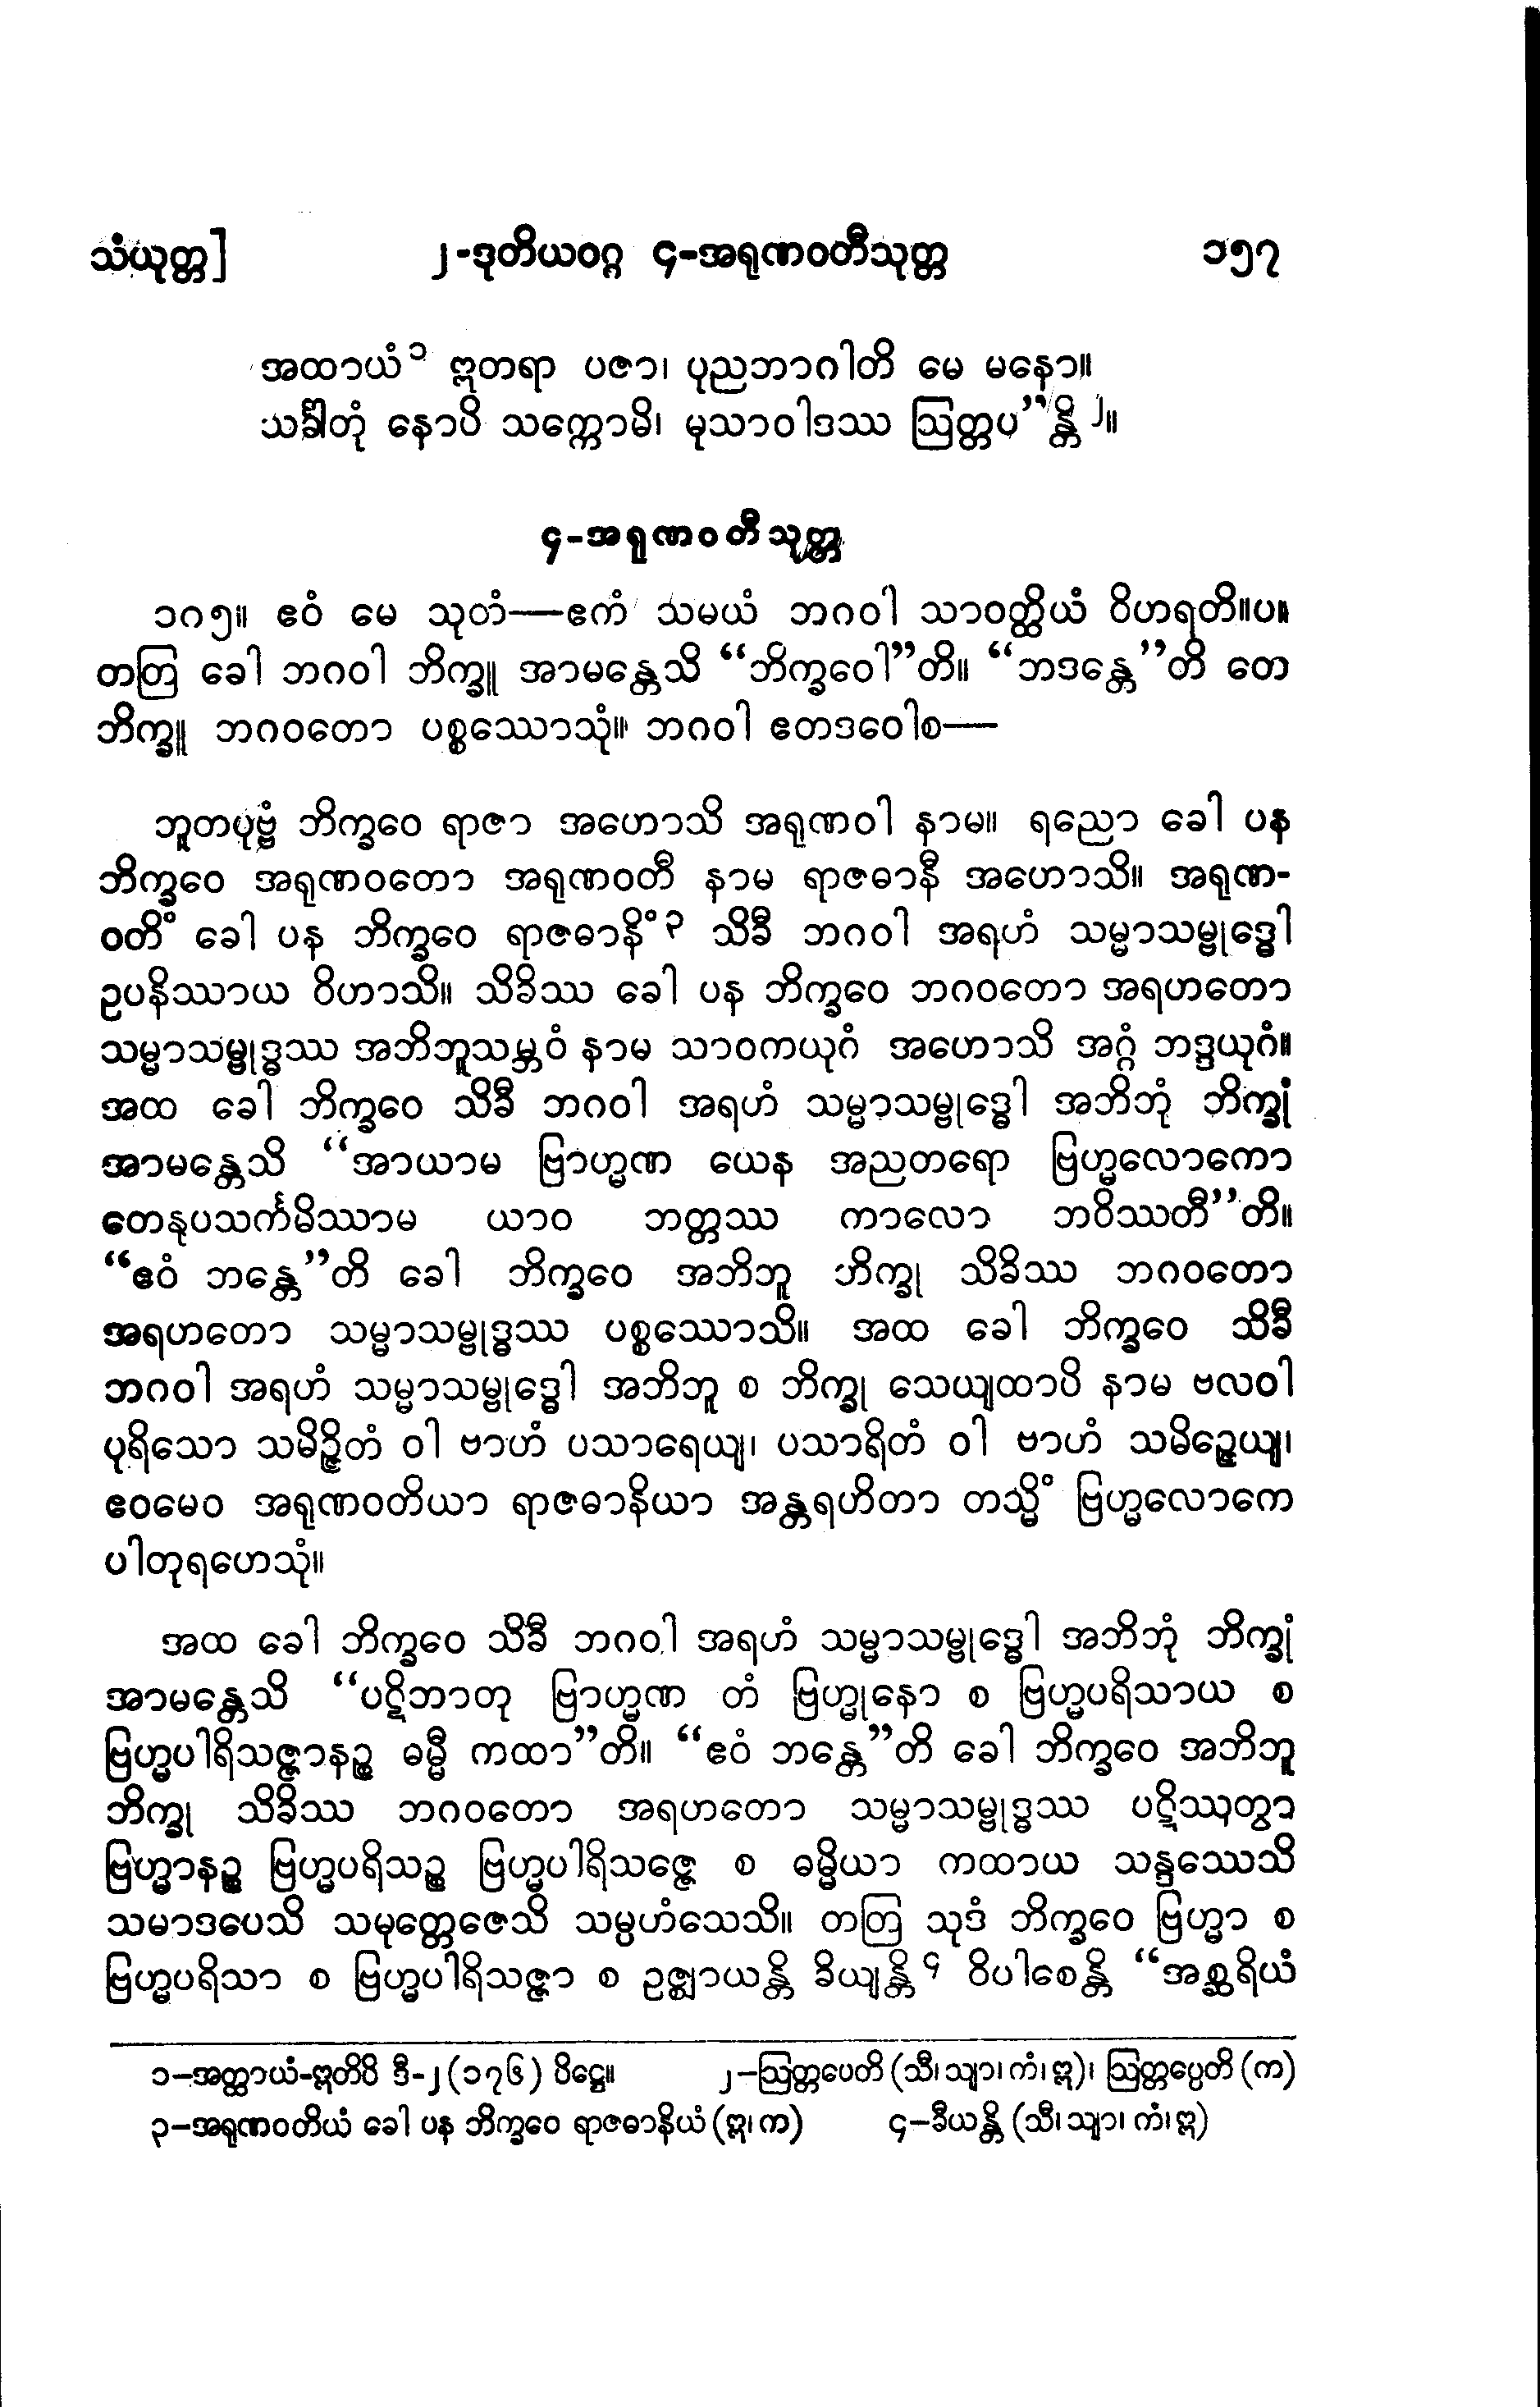 သံယုတ္တ] ၂-ဒုတိယဝဂ္ဂ ၄-အရုဏဝတီသုတ္တ ၁၅၇
အထာယံ၁ ဣတရာ ပဇာ၊ ပုညဘာဂါတိ မေ မနော။
သင်္ခါတုံ နောပိ သက္ကောမိ၊ မုသာဝါဒဿ ဩတ္တပ”န္တိ၂။
၄-အရုဏဝတီသုတ္တ
၁၈၅။ ဧဝံ မေ သုတံ—ဧကံ သမယံ ဘဂဝါ သာဝတ္ထိယံ ဝိဟရတိ။ပ။
တတြ ခေါ ဘဂဝါ ဘိက္ခူ အာမန္တေသိ “ဘိက္ခဝေါ”တိ။ “ဘဒန္တေ”တိ တေ
ဘိက္ခူ ဘဂဝတော ပစ္စဿောသုံ။ ဘဂဝါ ဧတဒဝေါစ—
ဘူတပုဗ္ဗံ ဘိက္ခဝေ ရာဇာ အဟောသိ အရုဏဝါ နာမ။ ရညော ခေါ ပန
ဘိက္ခဝေ အရုဏဝတော အရုဏဝတီ နာမ ရာဇဓာနီ အဟောသိ။ အရုဏ-
ဝတိံ ခေါ ပန ဘိက္ခဝေ ရာဇဓာနိံ၃ သိခီ ဘဂဝါ အရဟံ သမ္မာသမ္ဗုဒ္ဓေါ
ဥပနိဿာယ ဝိဟာသိ။ သိခိဿ ခေါ ပန ဘိက္ခဝေ ဘဂဝတော အရဟတော
သမ္မာသမ္ဗုဒ္ဓဿ အဘိဘူသမ္ဘဝံ နာမ သာဝကယုဂံ အဟောသိ အဂ္ဂံ ဘဒ္ဒယုဂံ။
အထ ခေါ ဘိက္ခဝေ သိခီ ဘဂဝါ အရဟံ သမ္မာသမ္ဗုဒ္ဓေါ အဘိဘုံ ဘိက္ခုံ
အာမန္တေသိ “အာယာမ ဗြာဟ္မဏ ယေန အညတရော ဗြဟ္မလောကော
တေနုပသင်္ကမိဿာမ ယာဝ ဘတ္တဿ ကာလော ဘဝိဿတီ”တိ။
“ဧဝံ ဘန္တေ”တိ ခေါ ဘိက္ခဝေ အဘိဘူ ဘိက္ခု သိခိဿ ဘဂဝတော
အရဟတော သမ္မာသမ္ဗုဒ္ဓဿ ပစ္စဿောသိ။ အထ ခေါ ဘိက္ခဝေ သိခီ
ဘဂဝါ အရဟံ သမ္မာသမ္ဗုဒ္ဓေါ အဘိဘူ စ ဘိက္ခု သေယျထာပိ နာမ ဗလဝါ
ပုရိသော သမိဉ္ဇိတံ ဝါ ဗာဟံ ပသာရေယျ၊ ပသာရိတံ ဝါ ဗာဟံ သမိဉ္ဇေယျ၊
ဧဝမေဝ အရုဏဝတိယာ ရာဇဓာနိယာ အန္တရဟိတာ တသ္မိံ ဗြဟ္မလောကေ
ပါတုရဟေသုံ။
အထ ခေါ ဘိက္ခဝေ သိခီ ဘဂဝါ အရဟံ သမ္မာသမ္ဗုဒ္ဓေါ အဘိဘုံ ဘိက္ခုံ
အာမန္တေသိ “ပဋိဘာတု ဗြာဟ္မဏ တံ ဗြဟ္မုနော စ ဗြဟ္မပရိသာယ စ
ဗြဟ္မပါရိသဇ္ဇာနဉ္စ ဓမ္မီ ကထာ”တိ။ “ဧဝံ ဘန္တေ”တိ ခေါ ဘိက္ခဝေ အဘိဘူ
ဘိက္ခု သိခိဿ ဘဂဝတော အရဟတော သမ္မာသမ္ဗုဒ္ဓဿ ပဋိဿုတွာ
ဗြဟ္မာနဉ္စ ဗြဟ္မပရိသဉ္စ ဗြဟ္မပါရိသဇ္ဇေ စ ဓမ္မိယာ ကထာယ သန္ဒဿေသိ
သမာဒပေသိ သမုတ္တေဇေသိ သမ္ပဟံသေသိ။ တတြ သုဒံ ဘိက္ခဝေ ဗြဟ္မာ စ
ဗြဟ္မပရိသာ စ ဗြဟ္မပါရိသဇ္ဇာ စ ဥဇ္ဈာယန္တိ ခိယျန္တိ၄ ဝိပါစေန္တိ “အစ္ဆရိယံ
၁–အတ္ထာယံ-ဣတိပိ ဒီ-၂ (၁၇၆) ပိဋ္ဌေ။ ၂–ဩတ္တပေတိ (သီ၊ သျာ၊ ကံ၊ ဣ)၊ ဩတ္တပ္ပေတိ (က)
၃–အရုဏဝတိယံ ခေါ ပန ဘိက္ခဝေ ရာဇဓာနိယံ (ဣ၊ က) ၄–ခီယန္တိ (သီ၊ သျာ၊ ကံ၊ ဣ)